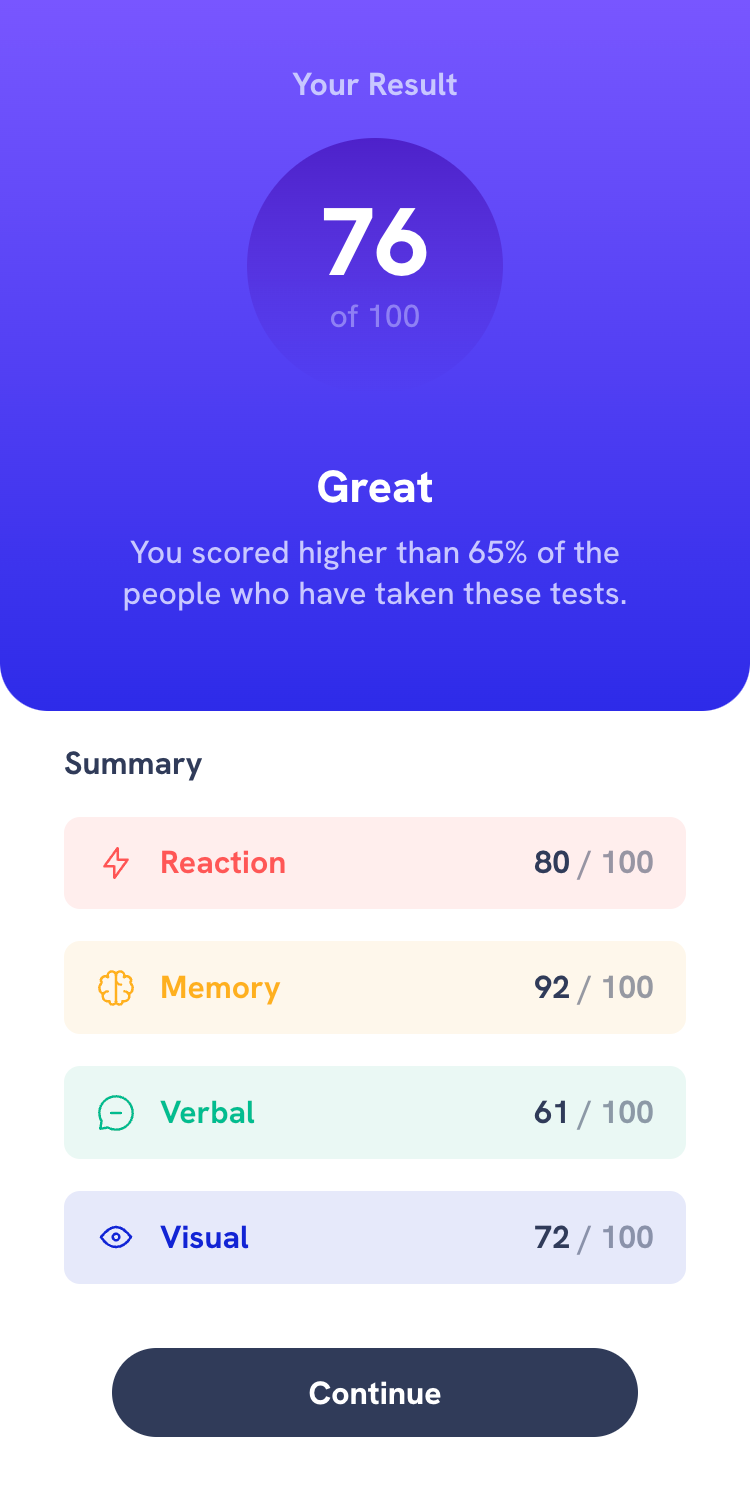 Your Result
76
of 100
Great
You scored higher than 65% of the
people who have taken these tests.
Summary
Reaction 80 / 100
Memory 92 / 100
Verbal 61 / 100
Visual 72 / 100
Continue